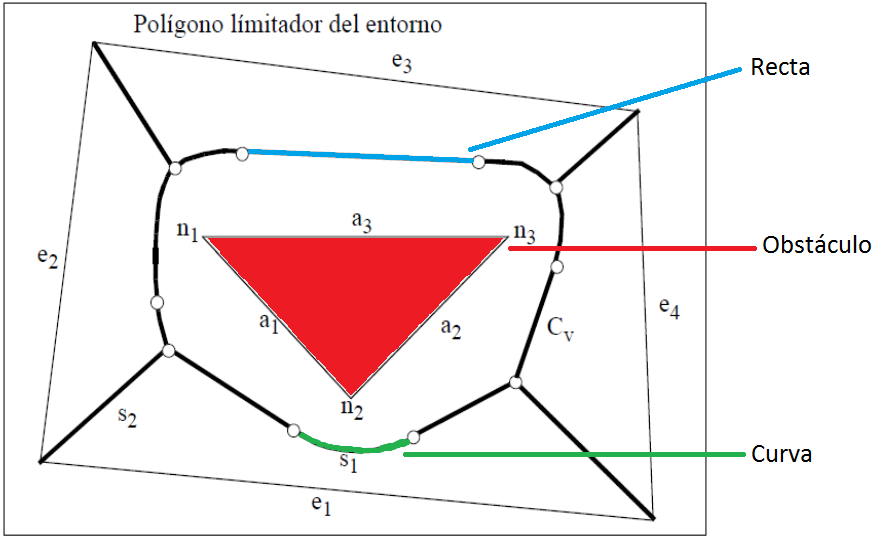 Polígono límitador del entorno
e3
Recta
a3
n1
n3
Obstáculo
e2
e4
a1
a2
Cv
n2
s2
s1
Curva
e1